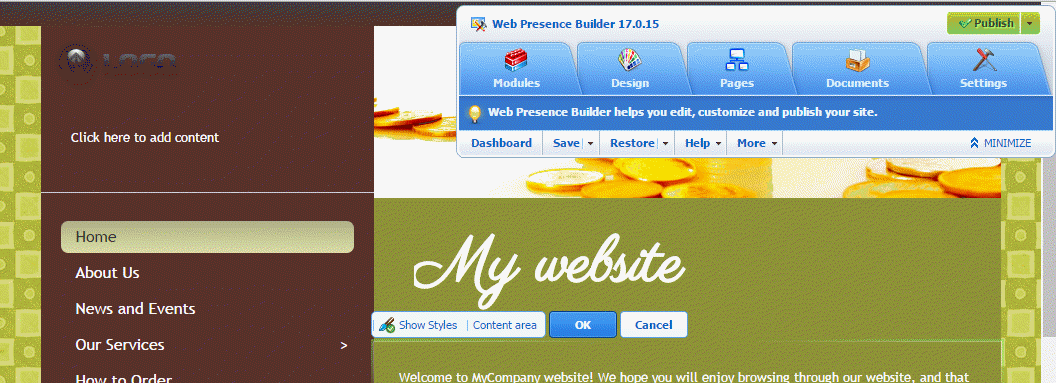 Web Presence Builder 17.0.15
Publish
LOGO
Modules
Design
Pages
Documents
Settings
Web Presence Builder helps you edit, customize and publish your site.
Click here to add content
Dashboard
Save
Restore
Help
More
MINIMIZE
Home
About Us
News and Events
Our Services >
How to Order
My website
Show Styles
Content area
OK
Cancel
Welcome to MyCompany website! We hope you will enjoy browsing through our website, and that